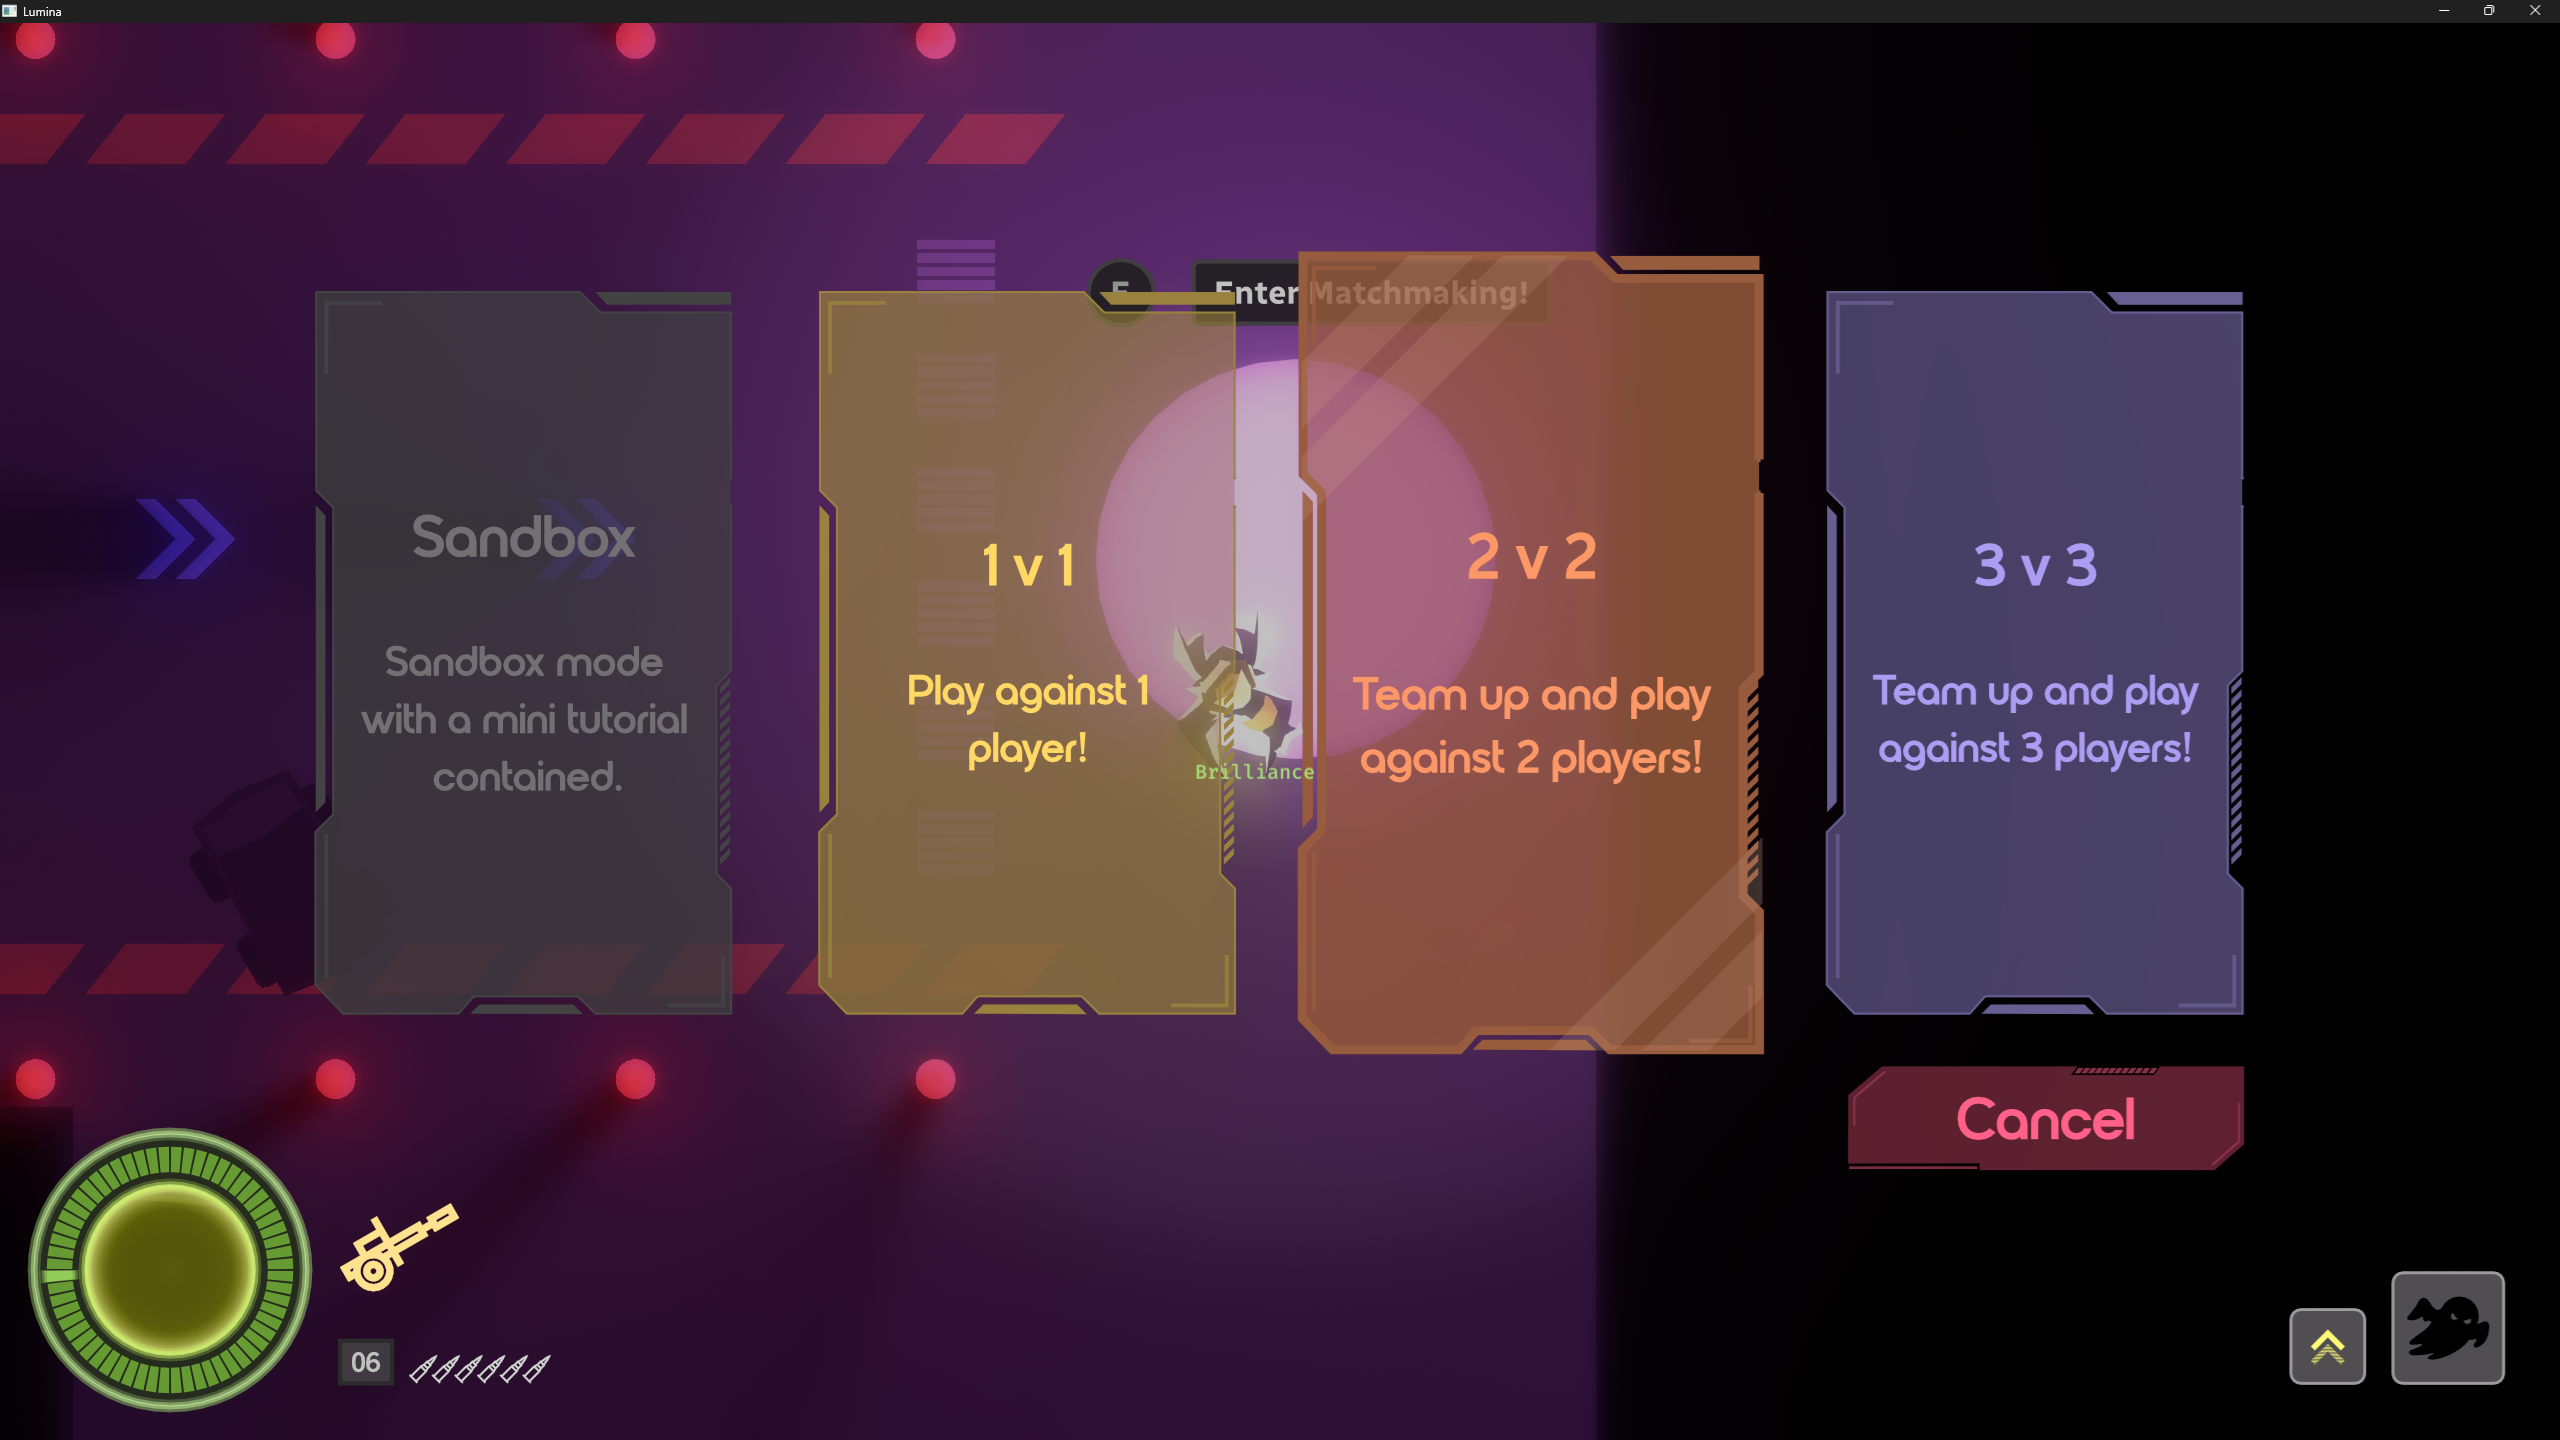 Lumina
E
Enter Matchmaking!
Sandbox
Sandbox mode
with a mini tutorial
contained.
1 v 1
Play against 1
player!
2 v 2
Team up and play
against 2 players!
3 v 3
Team up and play
against 3 players!
Brilliance
Cancel
06